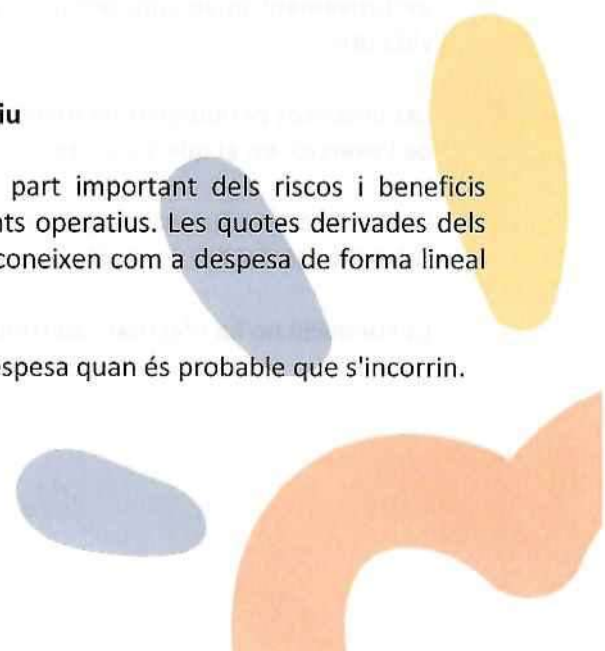 iu
part important dels riscos i beneficis
nts operatius. Les quotes derivades dels
coneixen com a despesa de forma lineal
spesa quan és probable que s'incorrin.